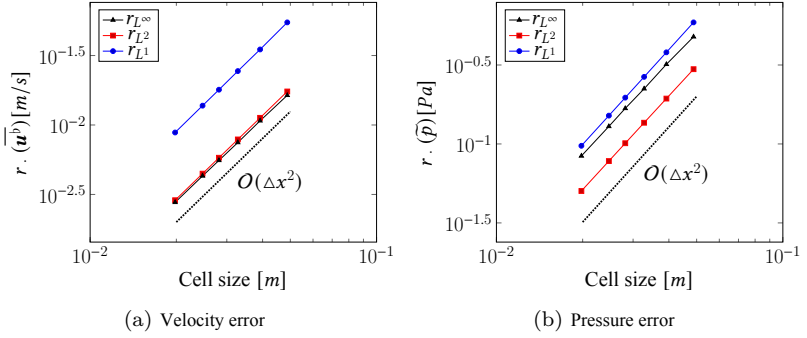 r_{L^∞}
r_{L^2}
r_{L^1}
10^{-1.5}
10^{-2}
10^{-2.5}
r . (\overline{u^♭}) [m/s]
O(△x^2)
10^{-2}
10^{-1}
Cell size [m]
(a) Velocity error
r_{L^∞}
r_{L^2}
r_{L^1}
10^{-0.5}
10^{-1}
10^{-1.5}
r . (\widetilde{p}) [Pa]
O(△x^2)
10^{-2}
10^{-1}
Cell size [m]
(b) Pressure error